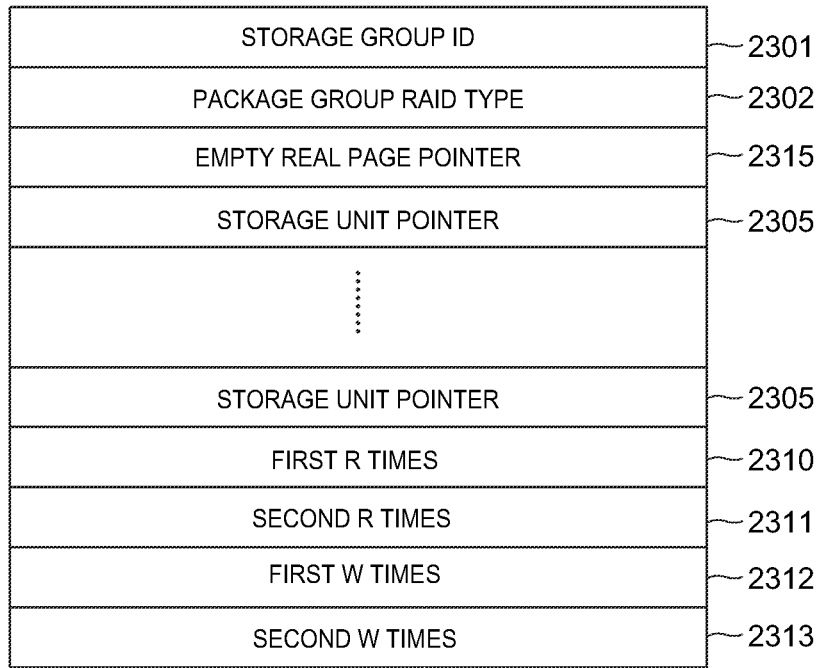 STORAGE GROUP ID 2301
PACKAGE GROUP RAID TYPE 2302
EMPTY REAL PAGE POINTER 2315
STORAGE UNIT POINTER 2305
STORAGE UNIT POINTER 2305
FIRST R TIMES 2310
SECOND R TIMES 2311
FIRST W TIMES 2312
SECOND W TIMES 2313